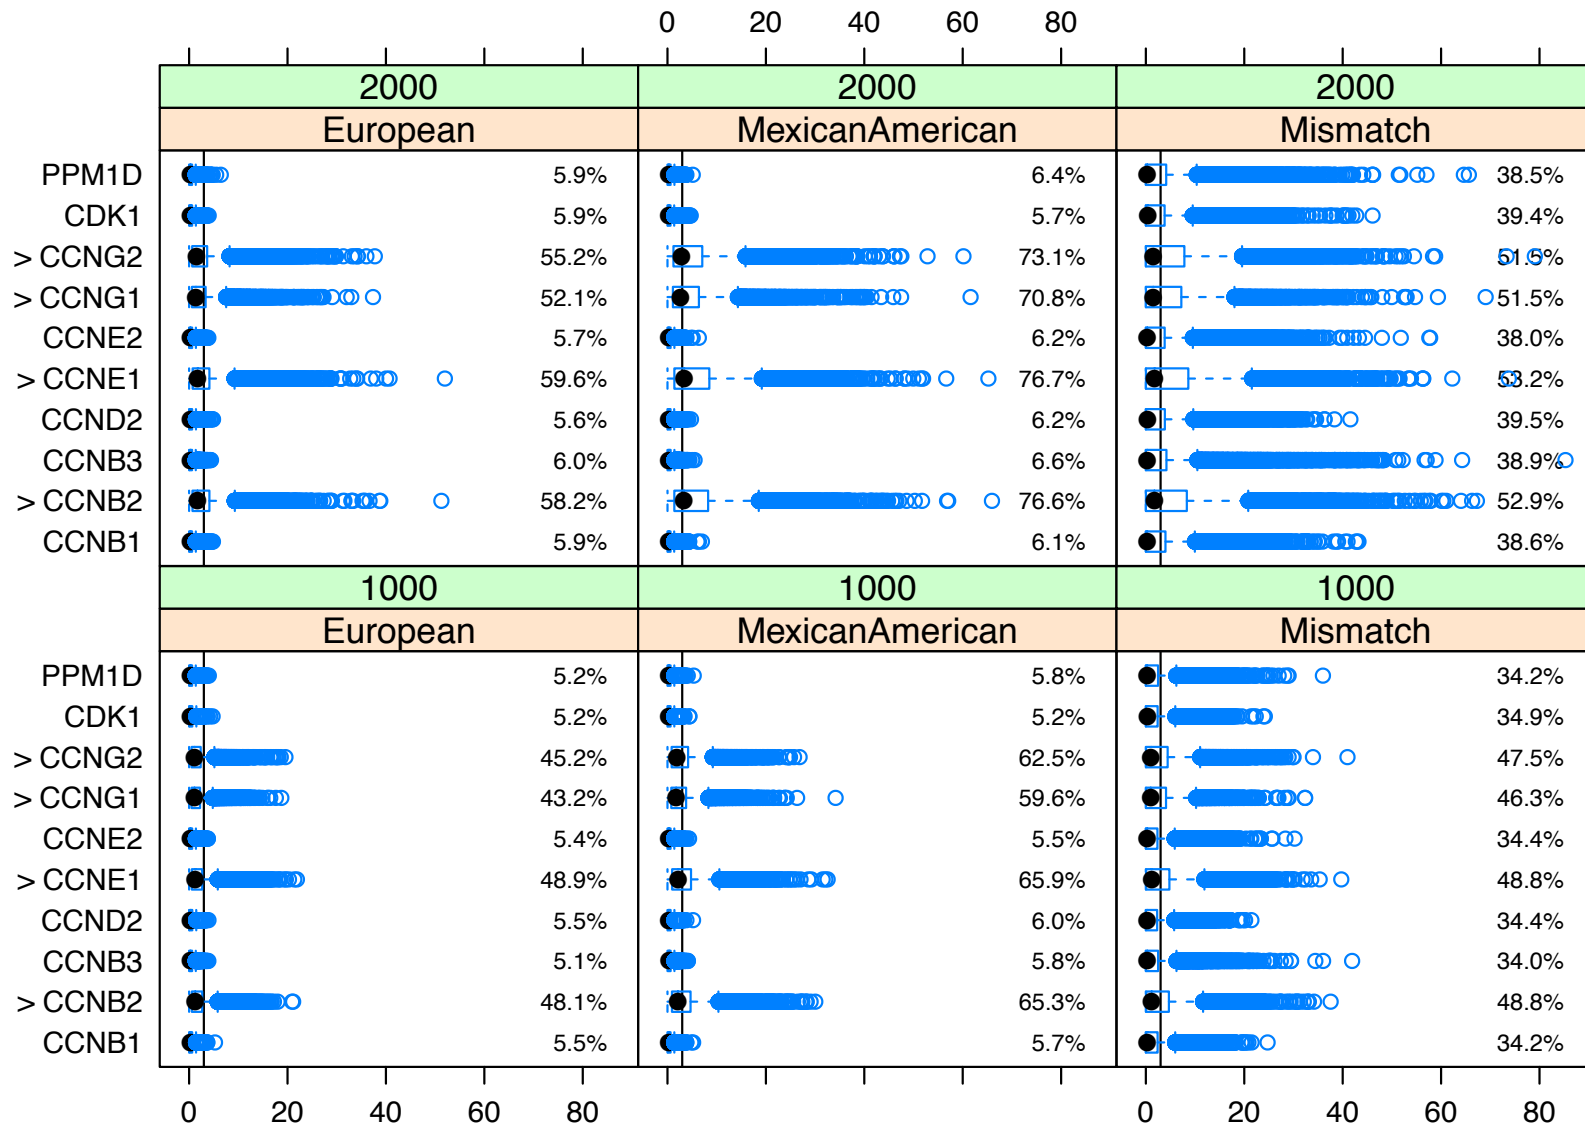 0 20 40 60 80
2000 2000 2000
European MexicanAmerican Mismatch
PPM1D 5.9% 6.4% 38.5%
CDK1 5.9% 5.7% 39.4%
> CCNG2 55.2% 73.1% 51.5%
> CCNG1 52.1% 70.8% 51.5%
CCNE2 5.7% 6.2% 38.0%
> CCNE1 59.6% 76.7% 53.2%
CCND2 5.6% 6.2% 39.5%
CCNB3 6.0% 6.6% 38.9%
> CCNB2 58.2% 76.6% 52.9%
CCNB1 5.9% 6.1% 38.6%
1000 1000 1000
European MexicanAmerican Mismatch
PPM1D 5.2% 5.8% 34.2%
CDK1 5.2% 5.2% 34.9%
> CCNG2 45.2% 62.5% 47.5%
> CCNG1 43.2% 59.6% 46.3%
CCNE2 5.4% 5.5% 34.4%
> CCNE1 48.9% 65.9% 48.8%
CCND2 5.5% 6.0% 34.4%
CCNB3 5.1% 5.8% 34.0%
> CCNB2 48.1% 65.3% 48.8%
CCNB1 5.5% 5.7% 34.2%
0 20 40 60 80 0 20 40 60 80